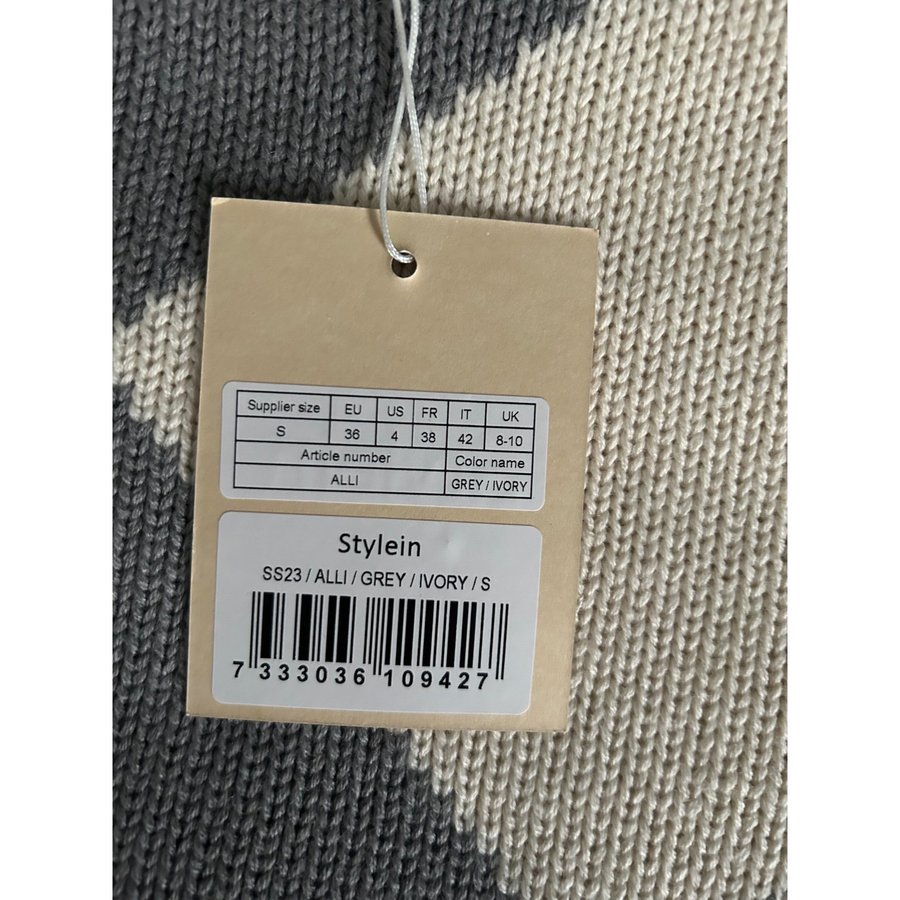 Supplier size EU US FR IT UK
S 36 4 38 42 8-10
Article number Color name
ALLI GREY / IVORY
Stylein
SS23 / ALLI / GREY / IVORY / S
7 333036 109427